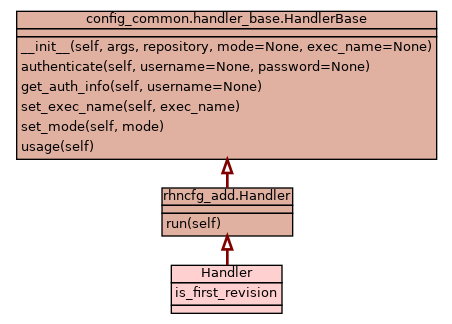 config_common.handler_base.HandlerBase
__init__(self, args, repository, mode=None, exec_name=None)
authenticate(self, username=None, password=None)
get_auth_info(self, username=None)
set_exec_name(self, exec_name)
set_mode(self, mode)
usage(self)
rhncfg_add.Handler
run(self)
Handler
is_first_revision